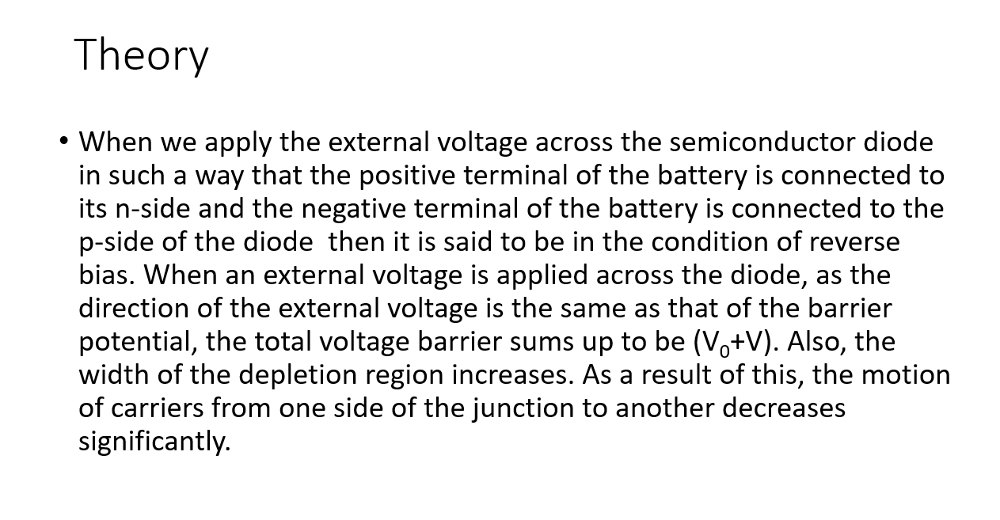 Theory
• When we apply the external voltage across the semiconductor diode
in such a way that the positive terminal of the battery is connected to
its n-side and the negative terminal of the battery is connected to the
p-side of the diode  then it is said to be in the condition of reverse
bias. When an external voltage is applied across the diode, as the
direction of the external voltage is the same as that of the barrier
potential, the total voltage barrier sums up to be (V₀+V). Also, the
width of the depletion region increases. As a result of this, the motion
of carriers from one side of the junction to another decreases
significantly.